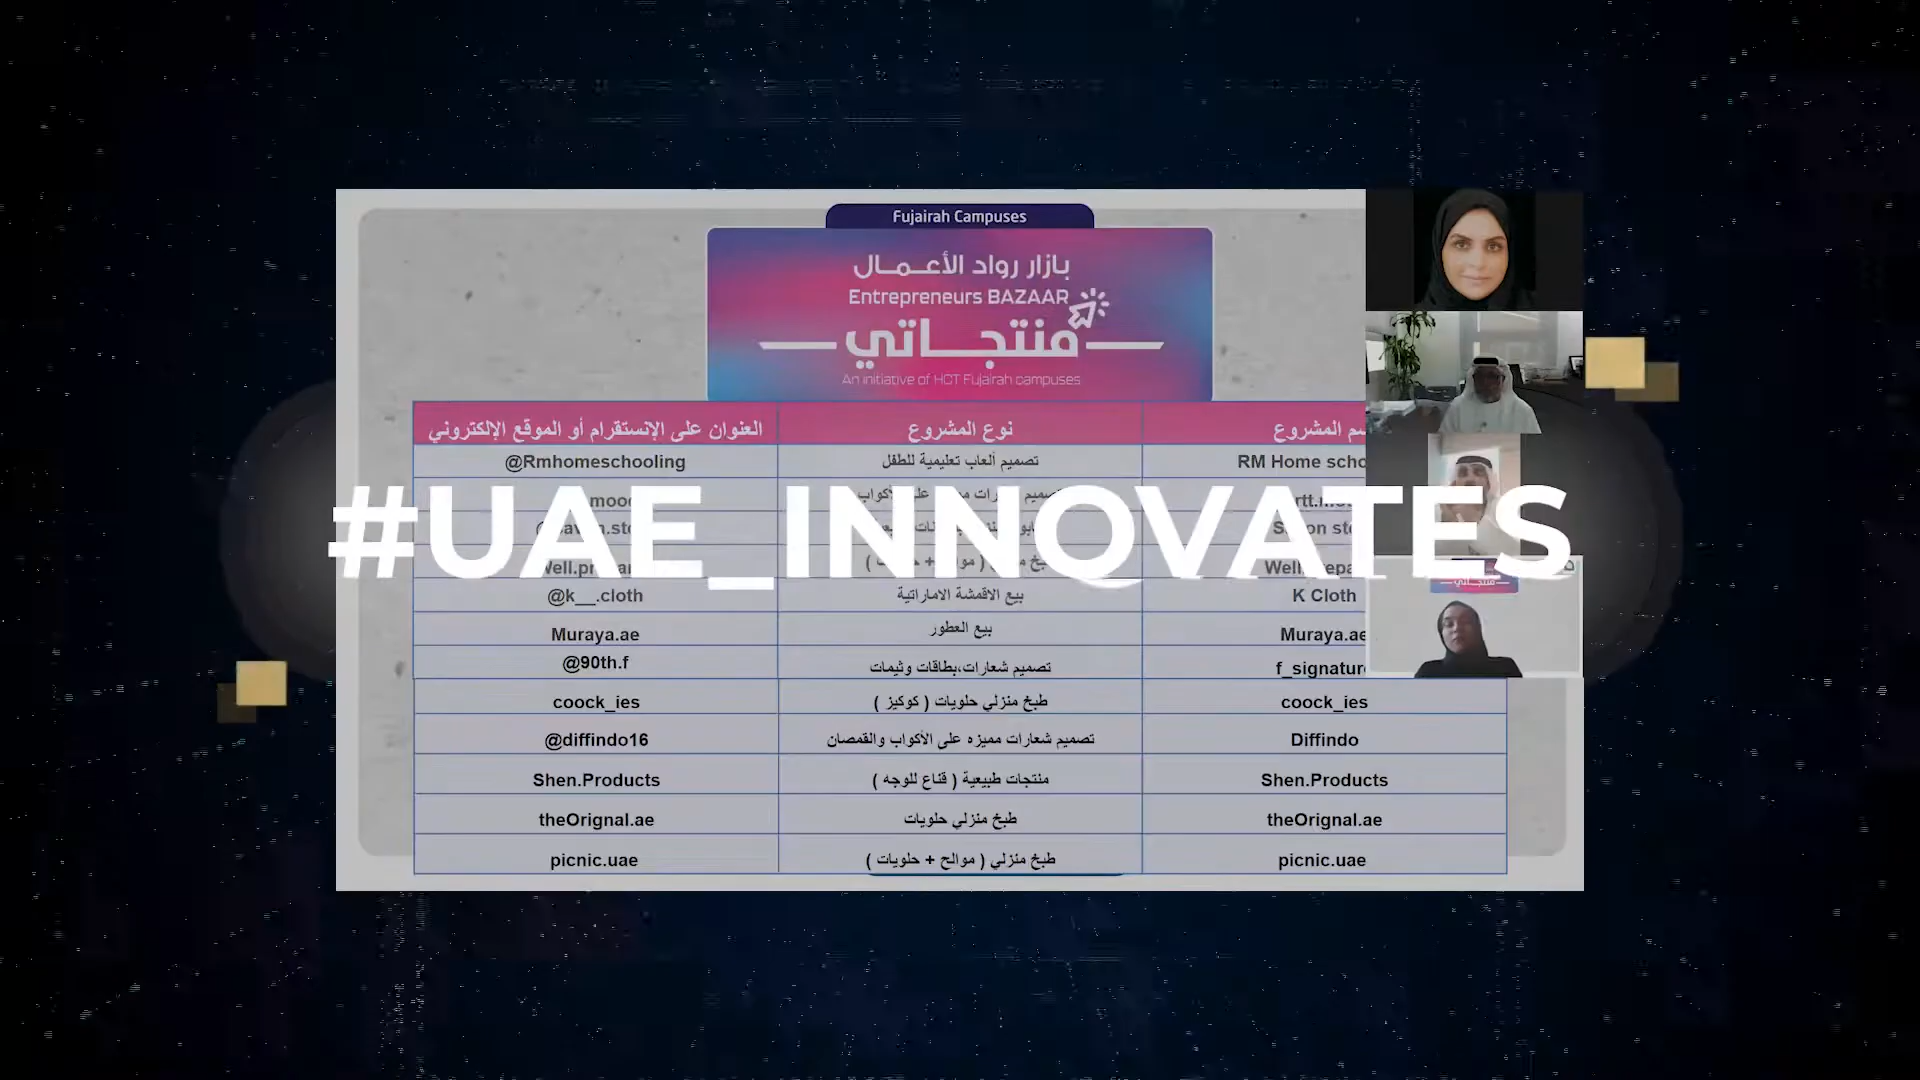 Fujairah Campuses
بازار رواد الأعمال
Entrepreneurs BAZAAR
منتجاتي
An initiative of HCT Fujairah campuses
المشروع نوع المشروع العنوان على الإنستقرام أو الموقع الإلكتروني
RM Home تصميم ألعاب تعليمية للطفل @Rmhomeschooling
#UAE_INNOVATES
K Cloth بيع الاقمشة الاماراتية @k__.cloth
Muraya.ae بيع العطور Muraya.ae
تصميم شعارات،بطاقات وثيمات @90th.f
coock_ies طبخ منزلي حلويات ( كوكيز ) coock_ies
Diffindo تصميم شعارات مميزه على الأكواب والقمصان @diffindo16
Shen.Products منتجات طبيعية ( قناع للوجه ) Shen.Products
theOrignal.ae طبخ منزلي حلويات theOrignal.ae
picnic.uae طبخ منزلي ( موالح + حلويات ) picnic.uae
منتجاتي